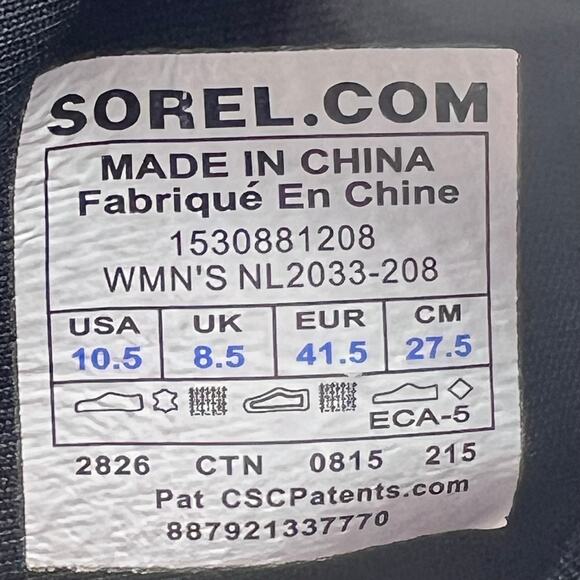 SOREL.COM
MADE IN CHINA
Fabriqué En Chine
1530881208
WMN'S NL2033-208
USA UK EUR CM
10.5 8.5 41.5 27.5
ECA-5
2826 CTN 0815 215
Pat CSCPatents.com
887921337770